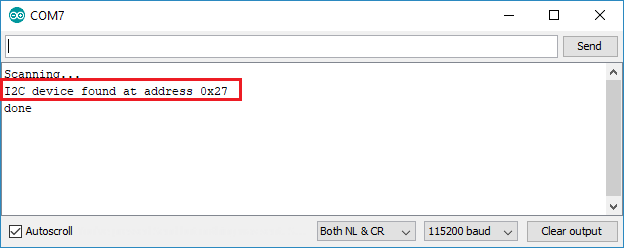 COM7
Send
Scanning...
I2C device found at address 0x27
done
Autoscroll
Both NL & CR
115200 baud
Clear output